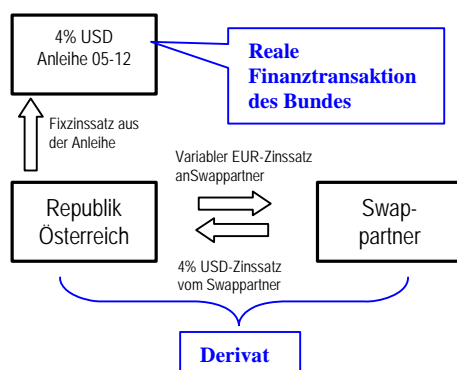 4% USD
Anleihe 05-12
Reale
Finanztransaktion
des Bundes
Fixzinssatz aus
der Anleihe
Variabler EUR-Zinssatz
anSwappartner
Republik
Österreich
Swap-
partner
4% USD-Zinssatz
vom Swappartner
Derivat